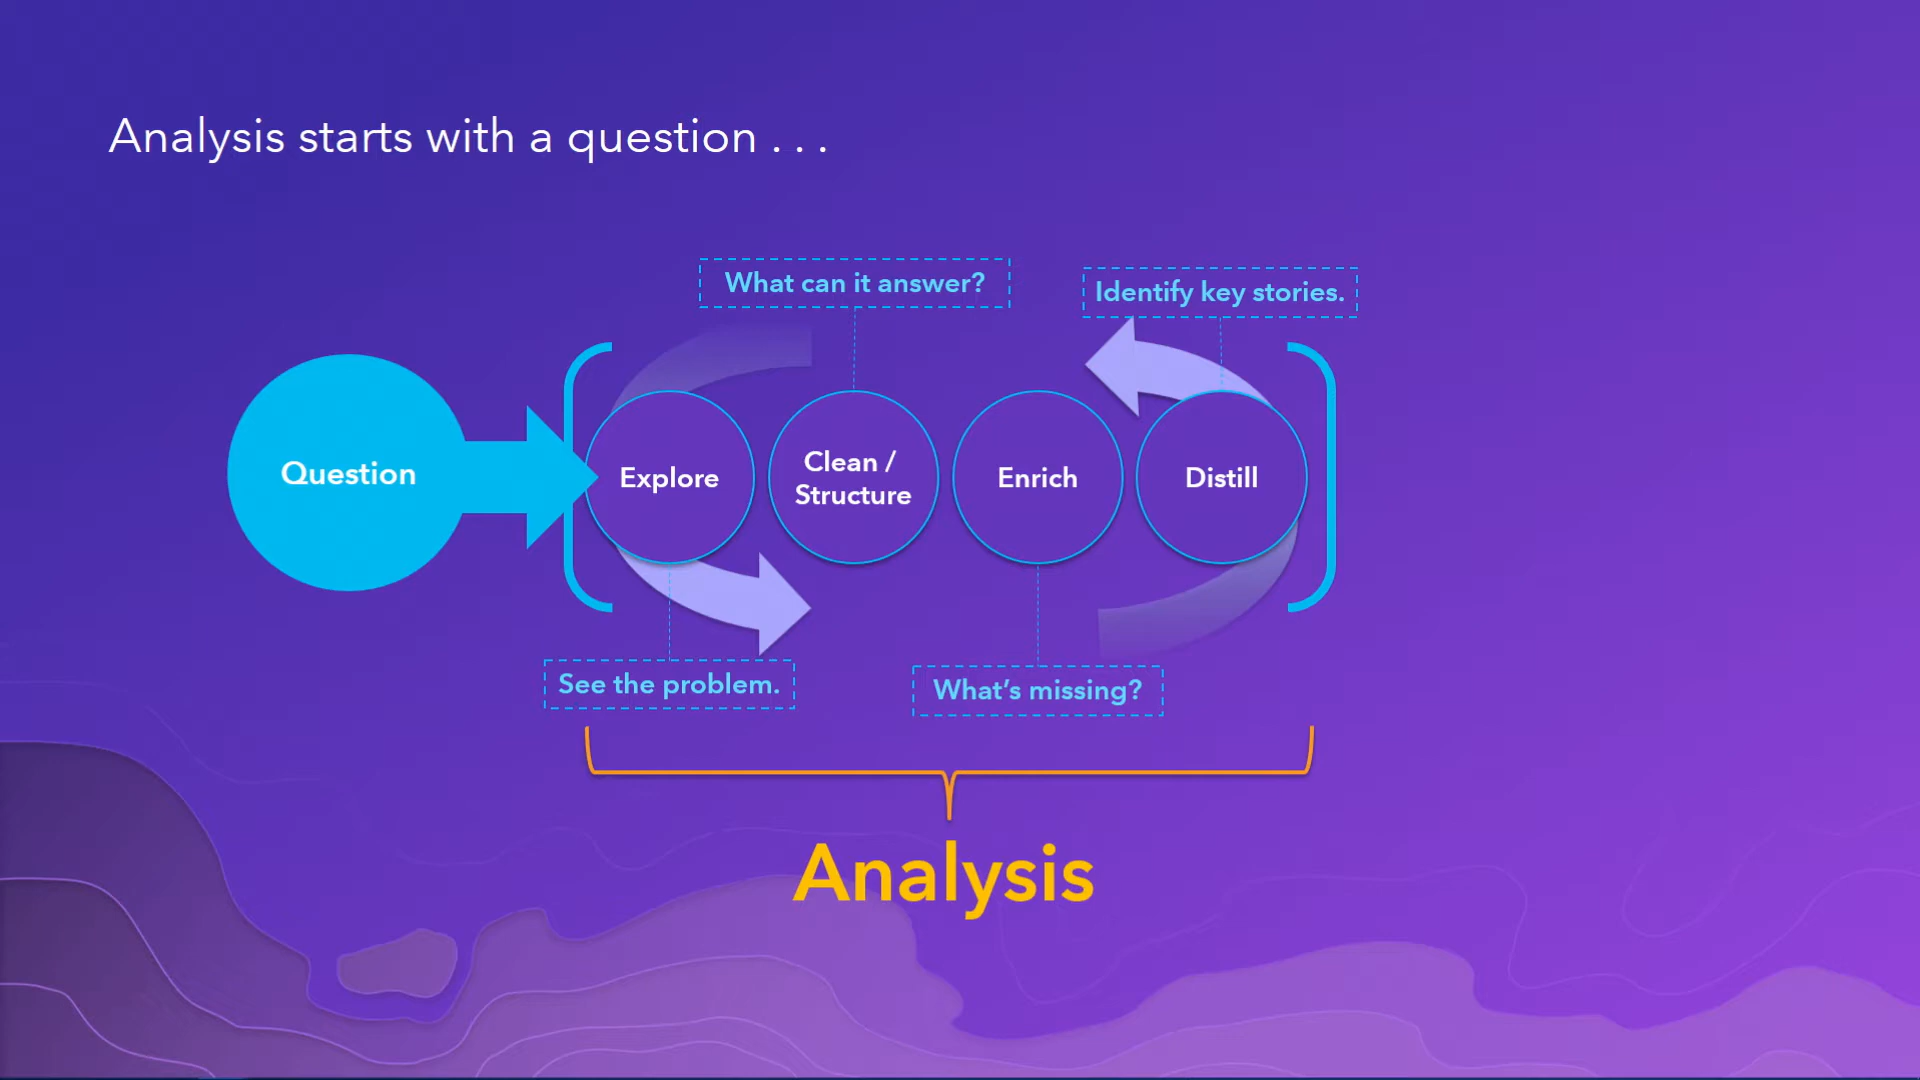 Analysis starts with a question . . .
What can it answer?
Identify key stories.
Question
Explore
Clean /
Structure
Enrich
Distill
See the problem.
What's missing?
Analysis